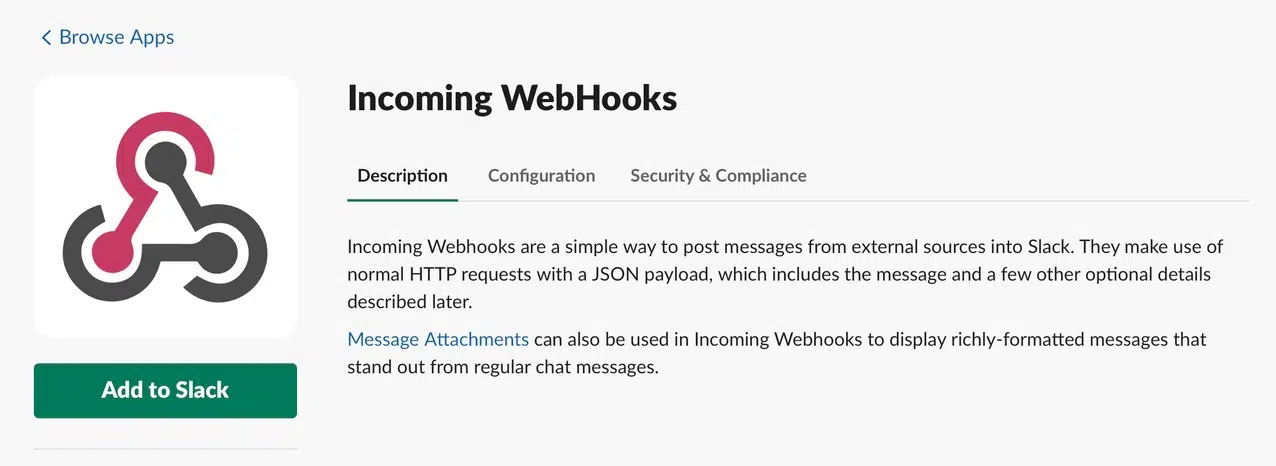 Browse Apps
Incoming WebHooks
Description
Configuration
Security & Compliance
Incoming Webhooks are a simple way to post messages from external sources into Slack. They make use of
normal HTTP requests with a JSON payload, which includes the message and a few other optional details
described later.
Message Attachments can also be used in Incoming Webhooks to display richly-formatted messages that
stand out from regular chat messages.
Add to Slack